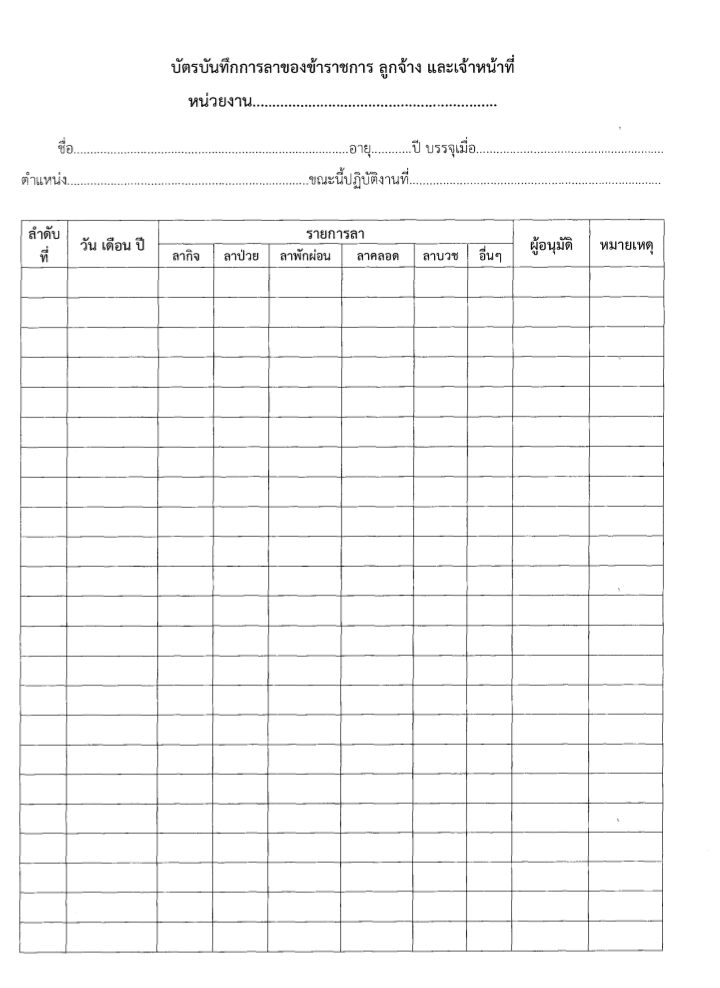 บัตรบันทึกการลาของข้าราชการ ลูกจ้าง และเจ้าหน้าที่
หน่วยงาน.............................................................
ชื่อ......................................................................อายุ...........ปี บรรจุเมื่อ................................................
ตำแหน่ง..............................................................ขณะนี้ปฏิบัติงานที่................................................................
ลำดับที่ วัน เดือน ปี รายการลา ผู้อนุมัติ หมายเหตุ
ลากิจ ลาป่วย ลาพักผ่อน ลาคลอด ลาบวช อื่นๆ